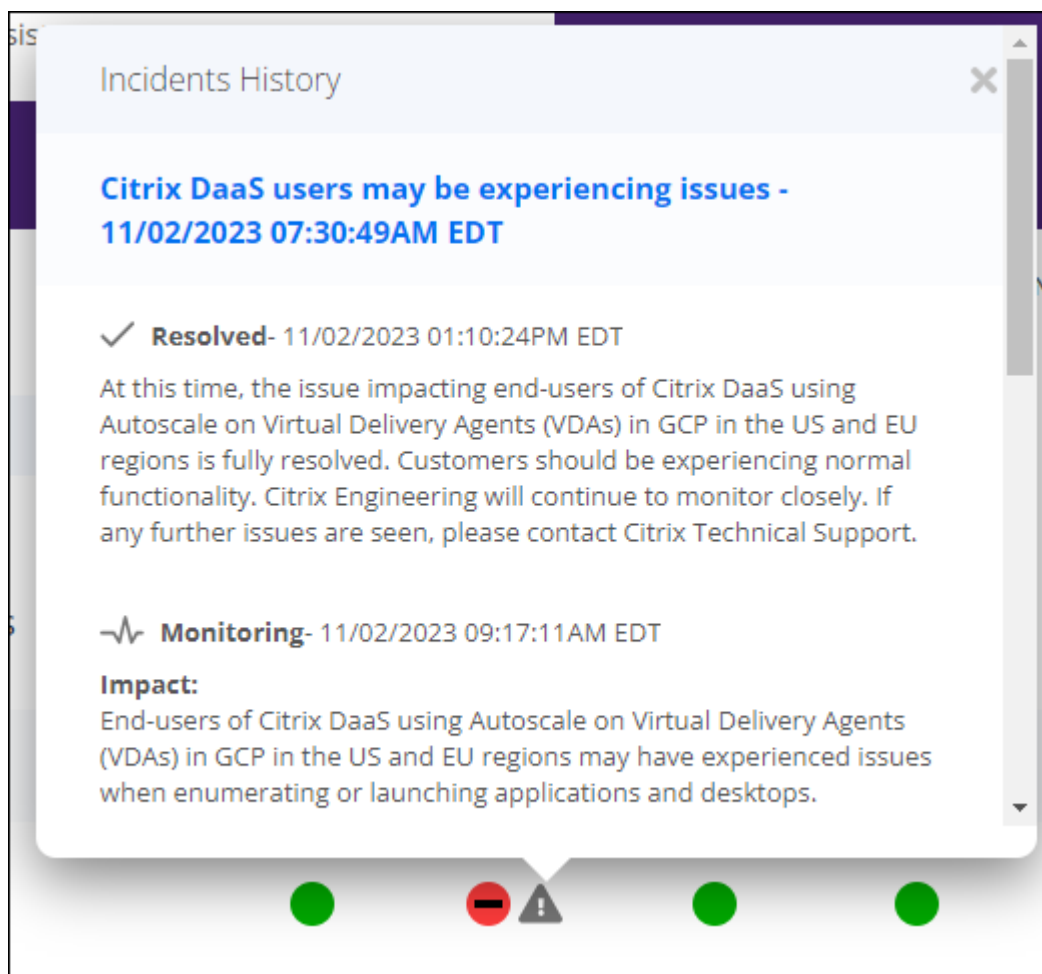 sis
Incidents History
Citrix DaaS users may be experiencing issues -
11/02/2023 07:30:49AM EDT
Resolved- 11/02/2023 01:10:24PM EDT
At this time, the issue impacting end-users of Citrix DaaS using
Autoscale on Virtual Delivery Agents (VDAs) in GCP in the US and EU
regions is fully resolved. Customers should be experiencing normal
functionality. Citrix Engineering will continue to monitor closely. If
any further issues are seen, please contact Citrix Technical Support.
Monitoring- 11/02/2023 09:17:11AM EDT
Impact:
End-users of Citrix DaaS using Autoscale on Virtual Delivery Agents
(VDAs) in GCP in the US and EU regions may have experienced issues
when enumerating or launching applications and desktops.